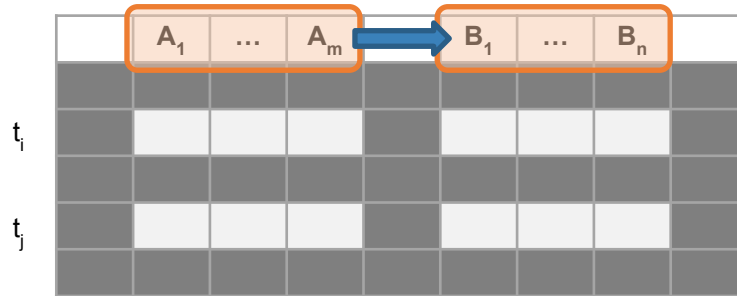 A₁ … Aₘ B₁ … Bₙ
tᵢ
tⱼ